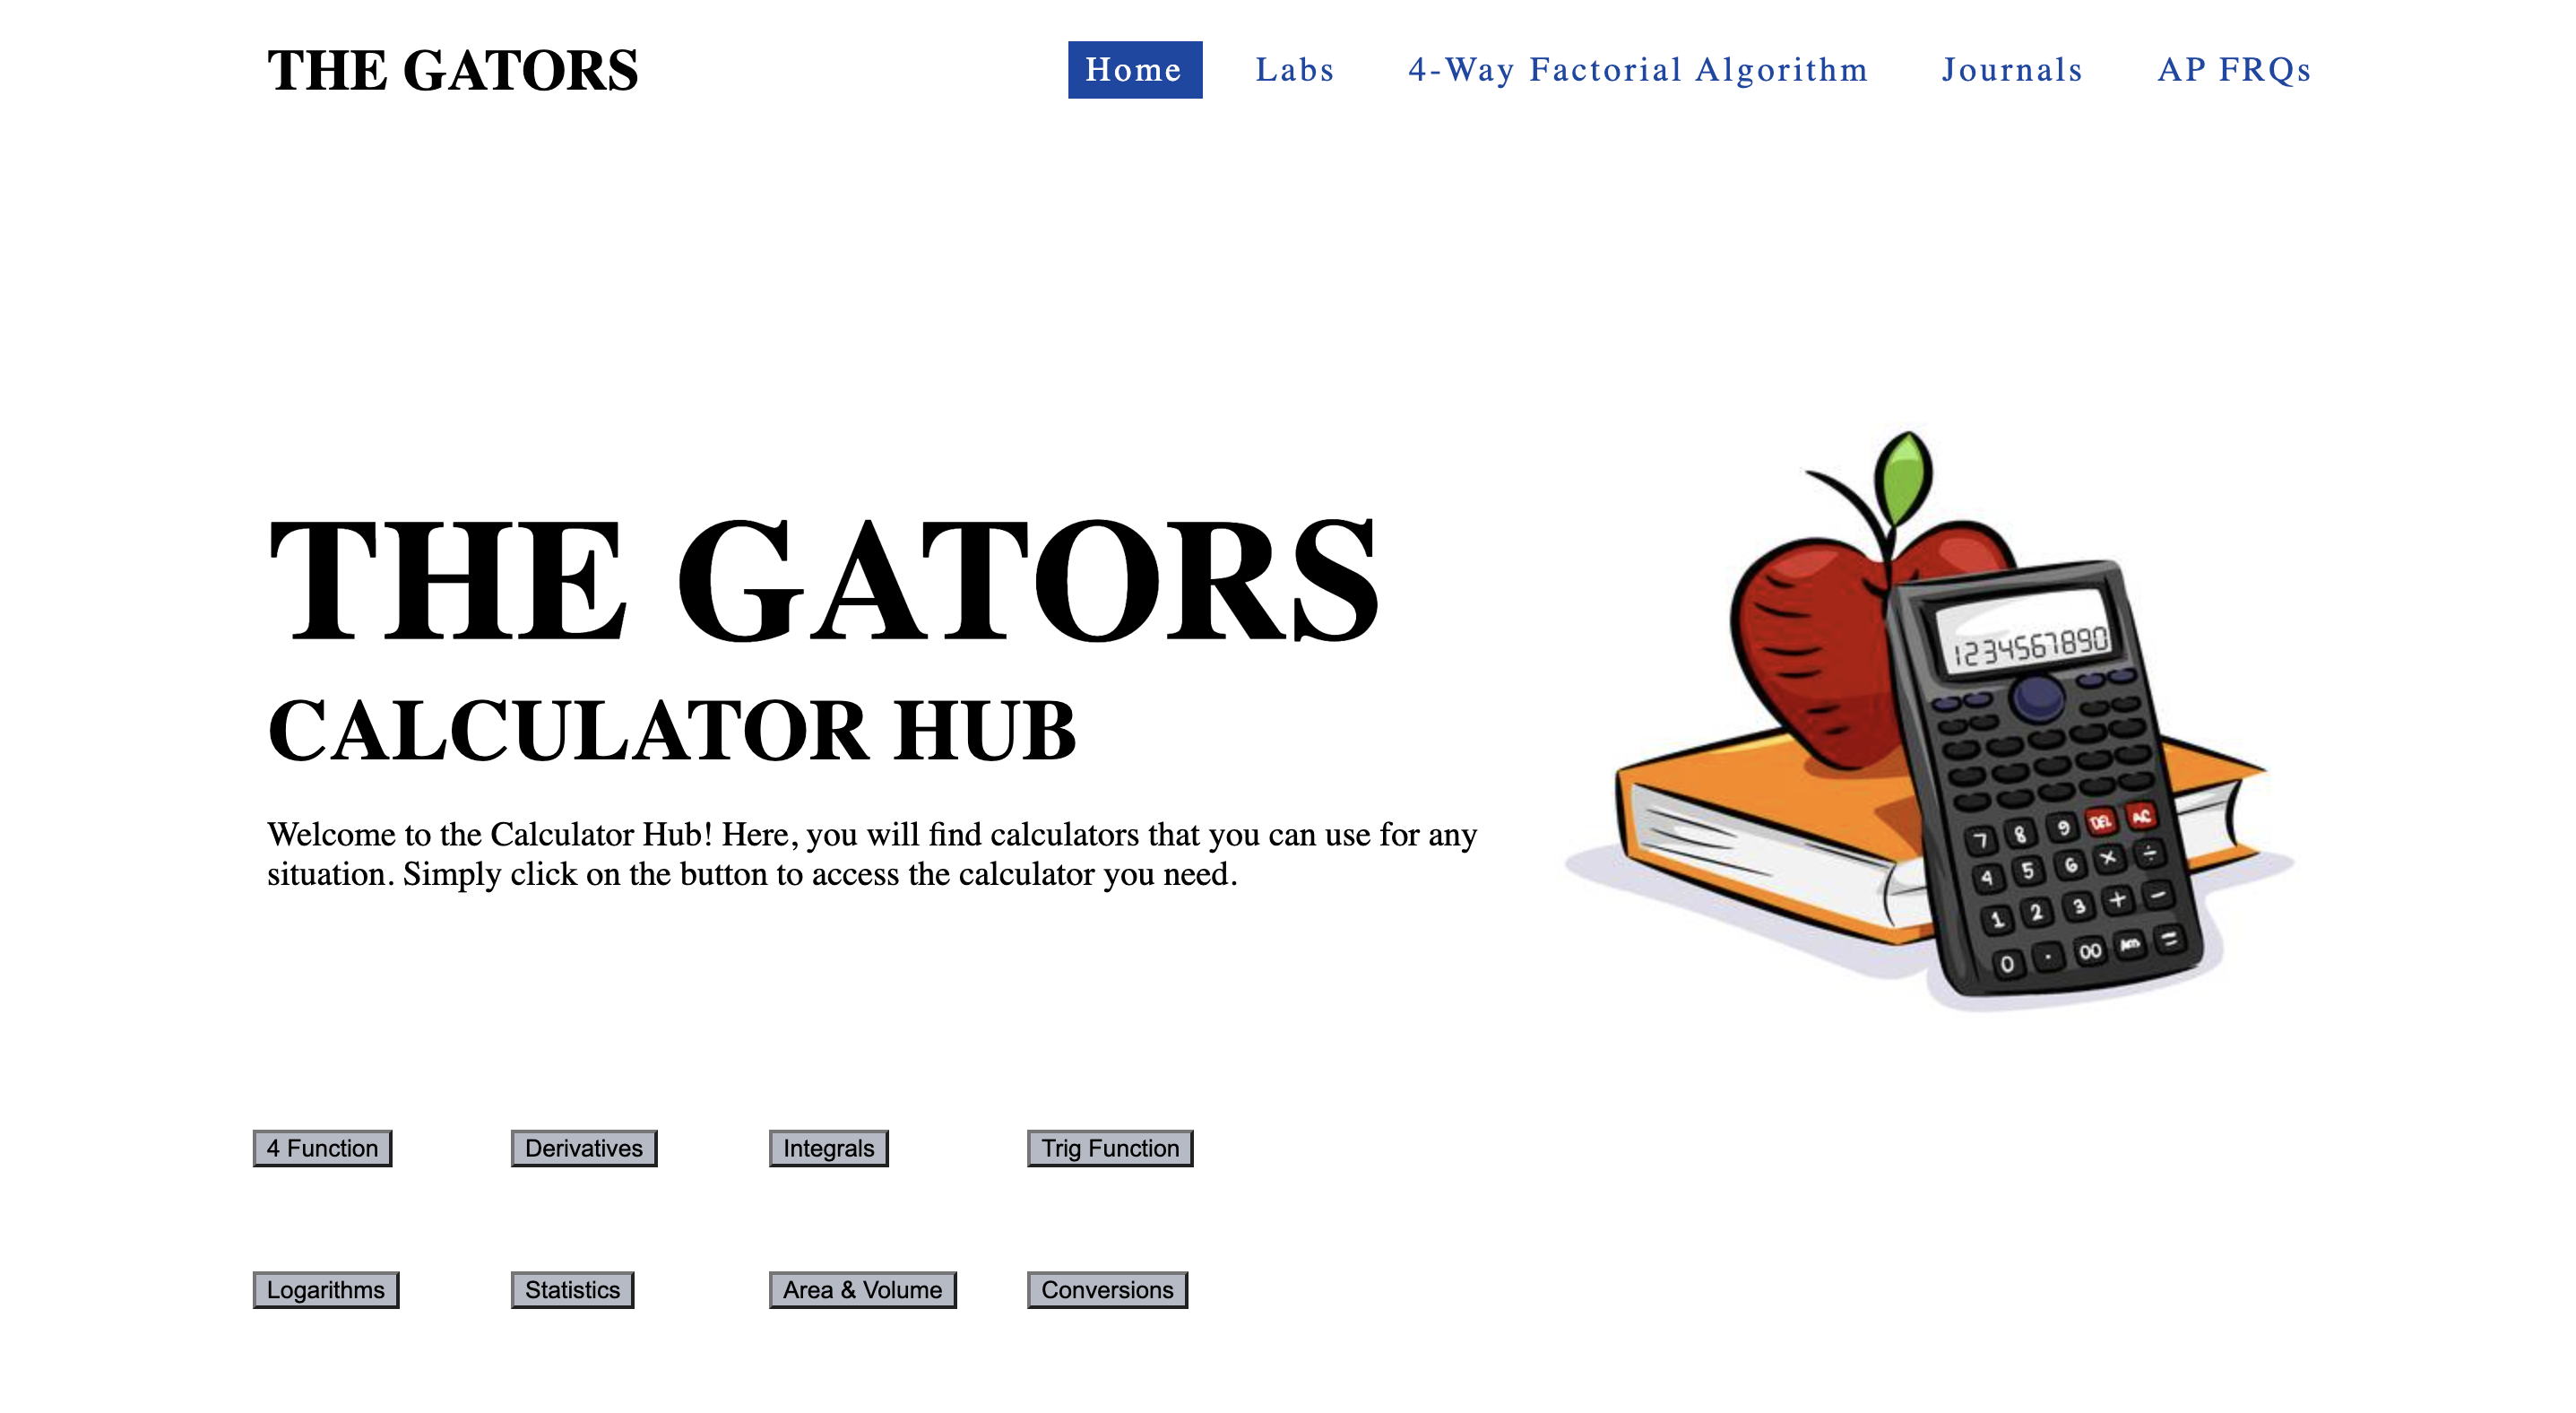 THE GATORS
Home Labs 4-Way Factorial Algorithm Journals AP FRQs
THE GATORS
CALCULATOR HUB
Welcome to the Calculator Hub! Here, you will find calculators that you can use for any
situation. Simply click on the button to access the calculator you need.
1234567890
7 8 9 DEL AC
4 5 6 × ÷
1 2 3 + −
0 . 00 Ans =
4 Function Derivatives Integrals Trig Function
Logarithms Statistics Area & Volume Conversions